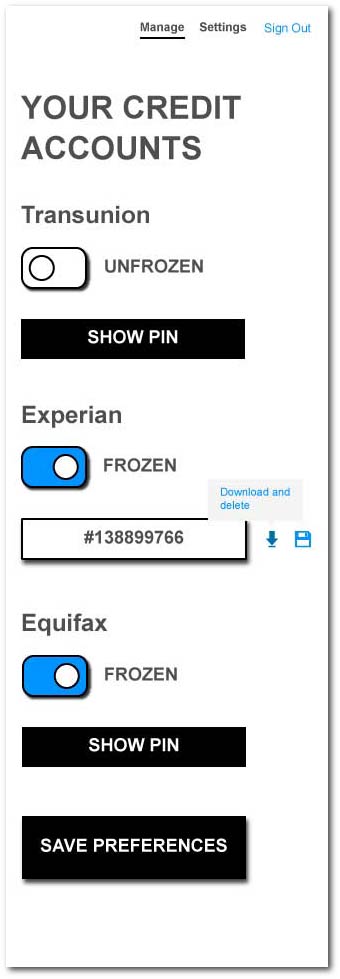 Manage Settings Sign Out
YOUR CREDIT
ACCOUNTS
Transunion
UNFROZEN
SHOW PIN
Experian
FROZEN
Download and
delete
#138899766
Equifax
FROZEN
SHOW PIN
SAVE PREFERENCES